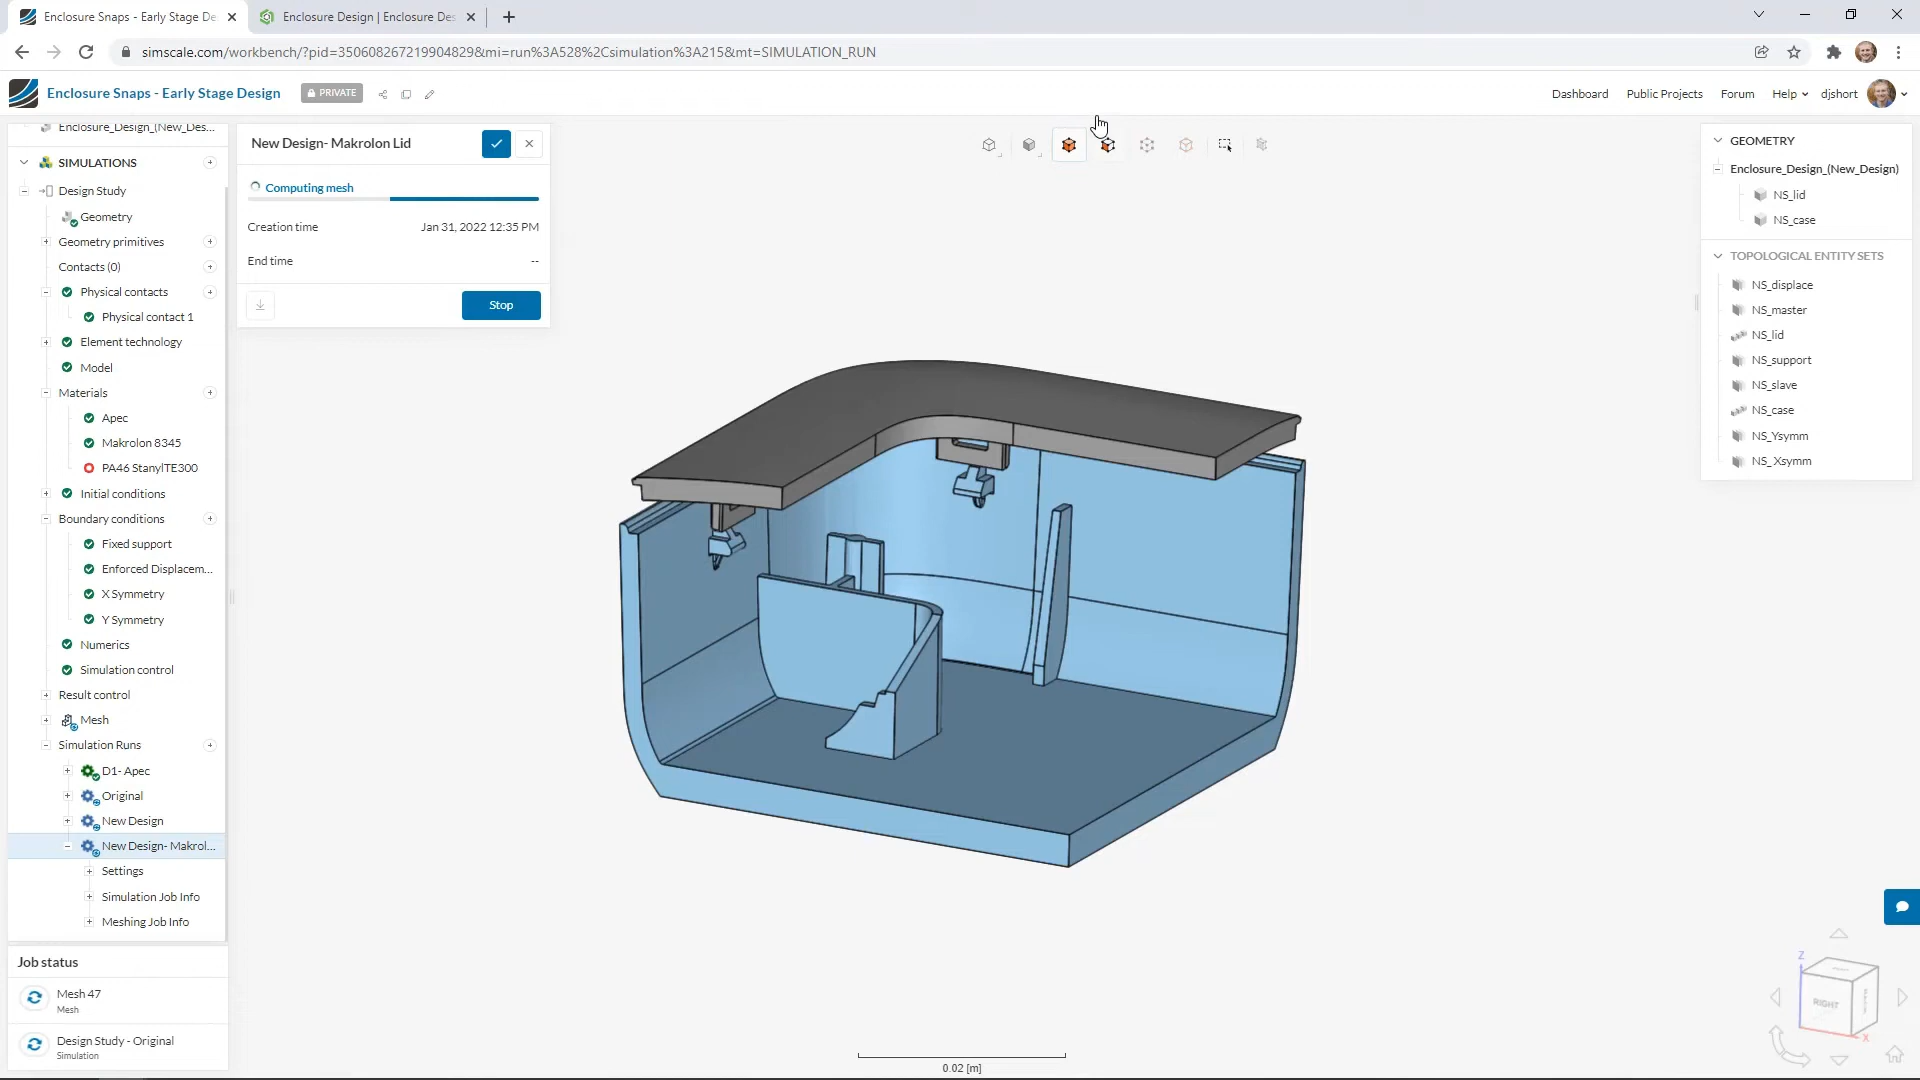 Enclosure Snaps - Early Stage De
Enclosure Design | Enclosure Des
simscale.com/workbench/?pid=350608267219904829&mi=run%3A528%2Csimulation%3A215&mt=SIMULATION_RUN
Enclosure Snaps - Early Stage Design
PRIVATE
Dashboard
Public Projects
Forum
Help
djshort
Enclosure_Design_(New_Des...
SIMULATIONS
Design Study
Geometry
Geometry primitives
Contacts (0)
Physical contacts
Physical contact 1
Element technology
Model
Materials
Apec
Makrolon 8345
PA46 StanylTE300
Initial conditions
Boundary conditions
Fixed support
Enforced Displacem...
X Symmetry
Y Symmetry
Numerics
Simulation control
Result control
Mesh
Simulation Runs
D1- Apec
Original
New Design
New Design- Makrol...
Settings
Simulation Job Info
Meshing Job Info
Job status
Mesh 47
Mesh
Design Study - Original
Simulation
New Design- Makrolon Lid
Computing mesh
Creation time
Jan 31, 2022 12:35 PM
End time
--
Stop
GEOMETRY
Enclosure_Design_(New_Design)
NS_lid
NS_case
TOPOLOGICAL ENTITY SETS
NS_displace
NS_master
NS_lid
NS_support
NS_slave
NS_case
NS_Ysymm
NS_Xsymm
0.02 [m]
Z
RIGHT
X